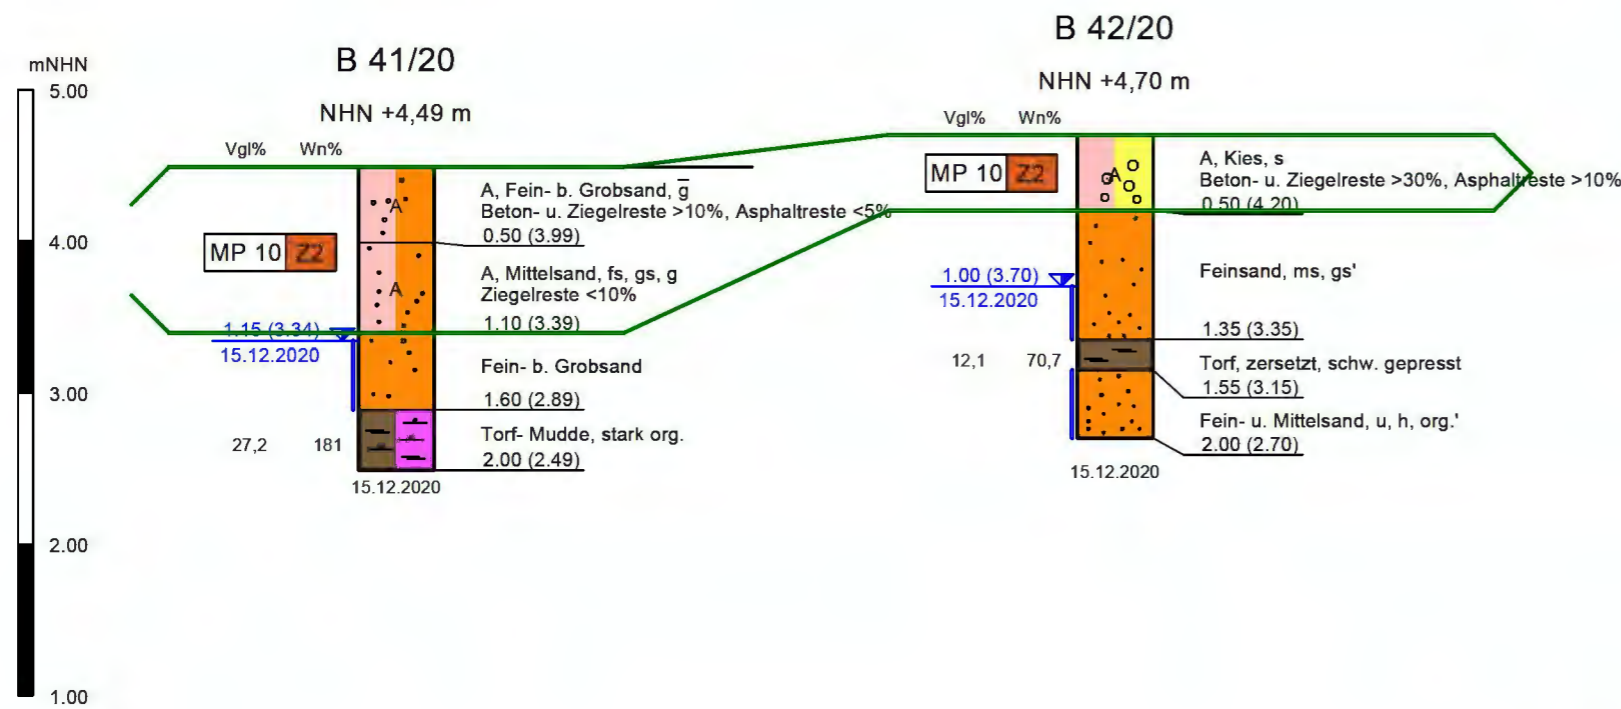 mNHN
5.00
4.00
3.00
2.00
1.00
B 41/20
NHN +4,49 m
Vgl% Wn%
MP 10 Z2
A, Fein- b. Grobsand, g̅
Beton- u. Ziegelreste >10%, Asphaltreste <5%
0.50 (3.99)
A, Mittelsand, fs, gs, g
Ziegelreste <10%
1.10 (3.39)
1.15 (3.34)
15.12.2020
Fein- b. Grobsand
1.60 (2.89)
27,2 181
Torf- Mudde, stark org.
2.00 (2.49)
15.12.2020
A
A
B 42/20
NHN +4,70 m
Vgl% Wn%
MP 10 Z2
A
A, Kies, s
Beton- u. Ziegelreste >30%, Asphaltreste >10%
0.50 (4.20)
1.00 (3.70)
15.12.2020
Feinsand, ms, gs'
1.35 (3.35)
12,1 70,7
Torf, zersetzt, schw. gepresst
1.55 (3.15)
Fein- u. Mittelsand, u, h, org.'
2.00 (2.70)
15.12.2020